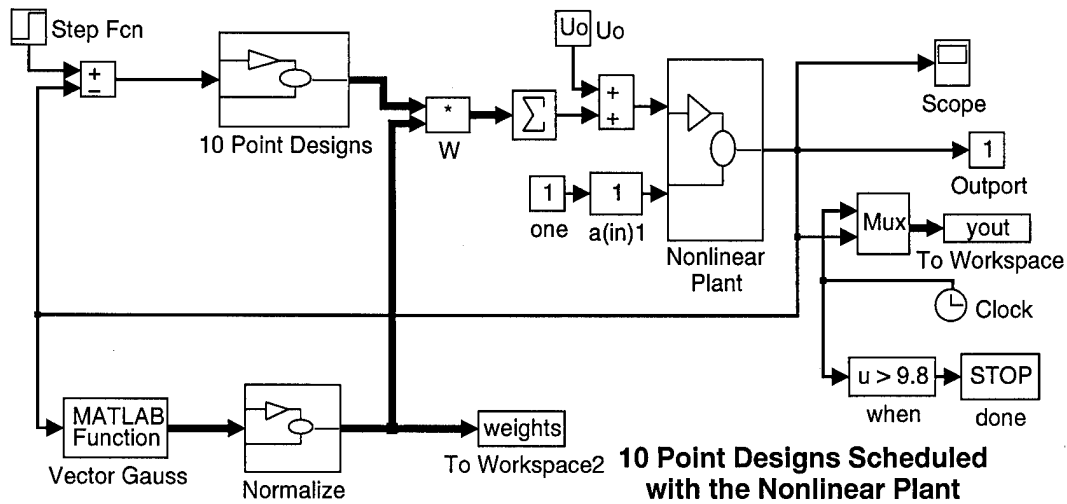 Step Fcn
+
−
10 Point Designs
*
W
Σ
Uo Uo
+
+
1
one
1
a(in)1
Nonlinear
Plant
Scope
1
Outport
Mux
yout
To Workspace
Clock
u > 9.8
when
STOP
done
MATLAB
Function
Vector Gauss
Normalize
weights
To Workspace2
10 Point Designs Scheduled
with the Nonlinear Plant